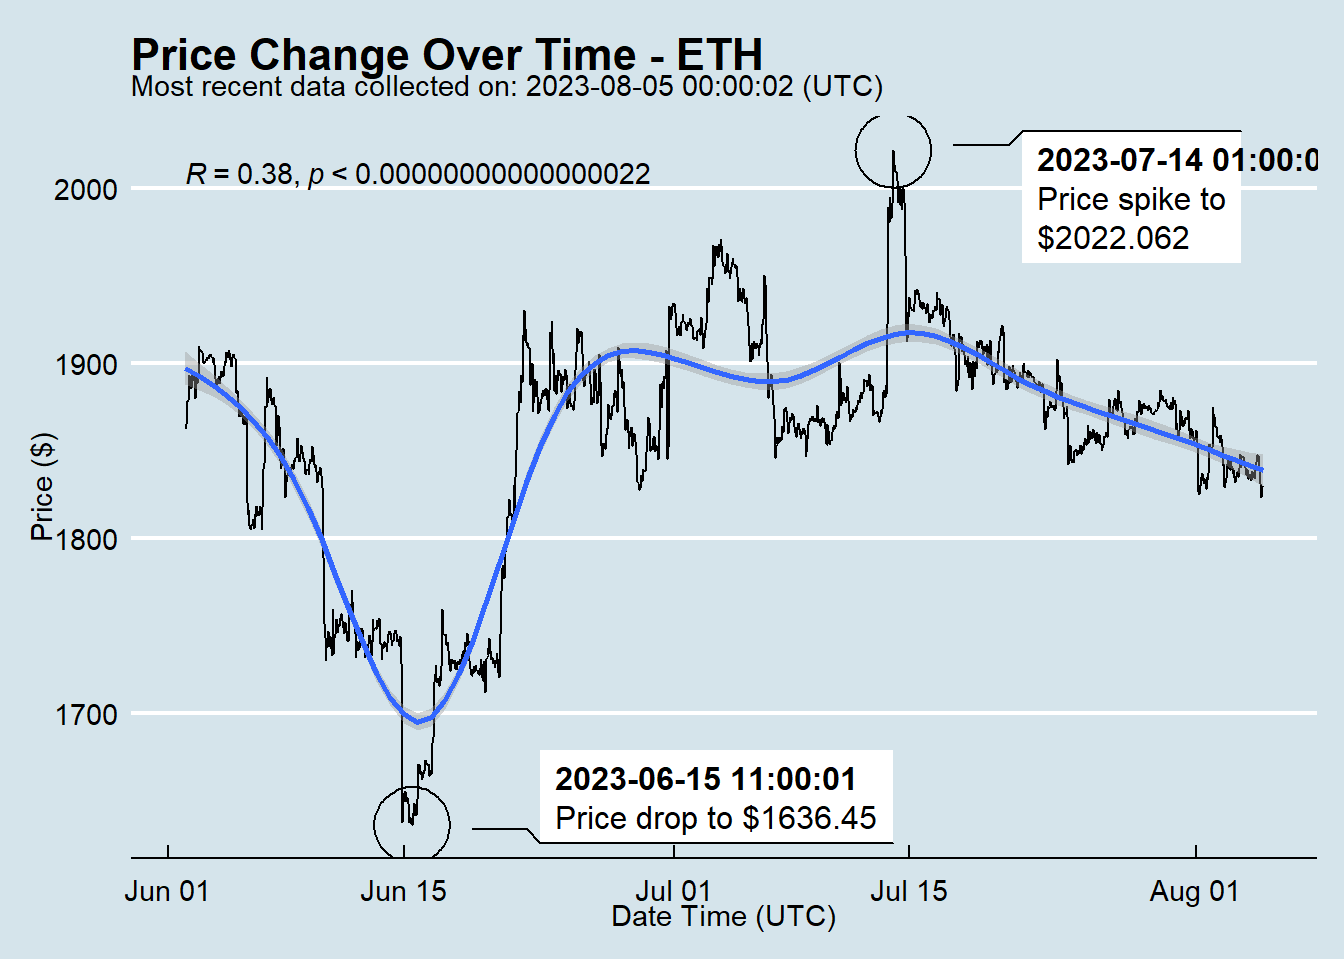 Price Change Over Time - ETH
Most recent data collected on: 2023-08-05 00:00:02 (UTC)
R = 0.38, p < 0.00000000000000022
2023-07-14 01:00:0
Price spike to
$2022.062
2000
1900
1800
1700
Price ($)
2023-06-15 11:00:01
Price drop to $1636.45
Jun 01 Jun 15 Jul 01 Jul 15 Aug 01
Date Time (UTC)